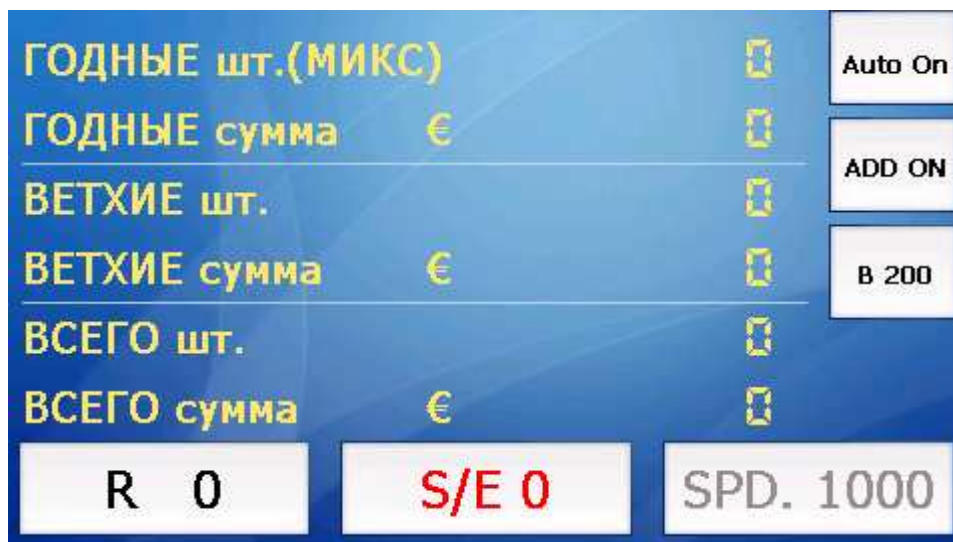 ГОДНЫЕ шт.(МИКС) 0
Auto On
ГОДНЫЕ сумма € 0
ADD ON
ВЕТХИЕ шт. 0
ВЕТХИЕ сумма € 0
B 200
ВСЕГО шт. 0
ВСЕГО сумма € 0
R 0 S/E 0 SPD. 1000